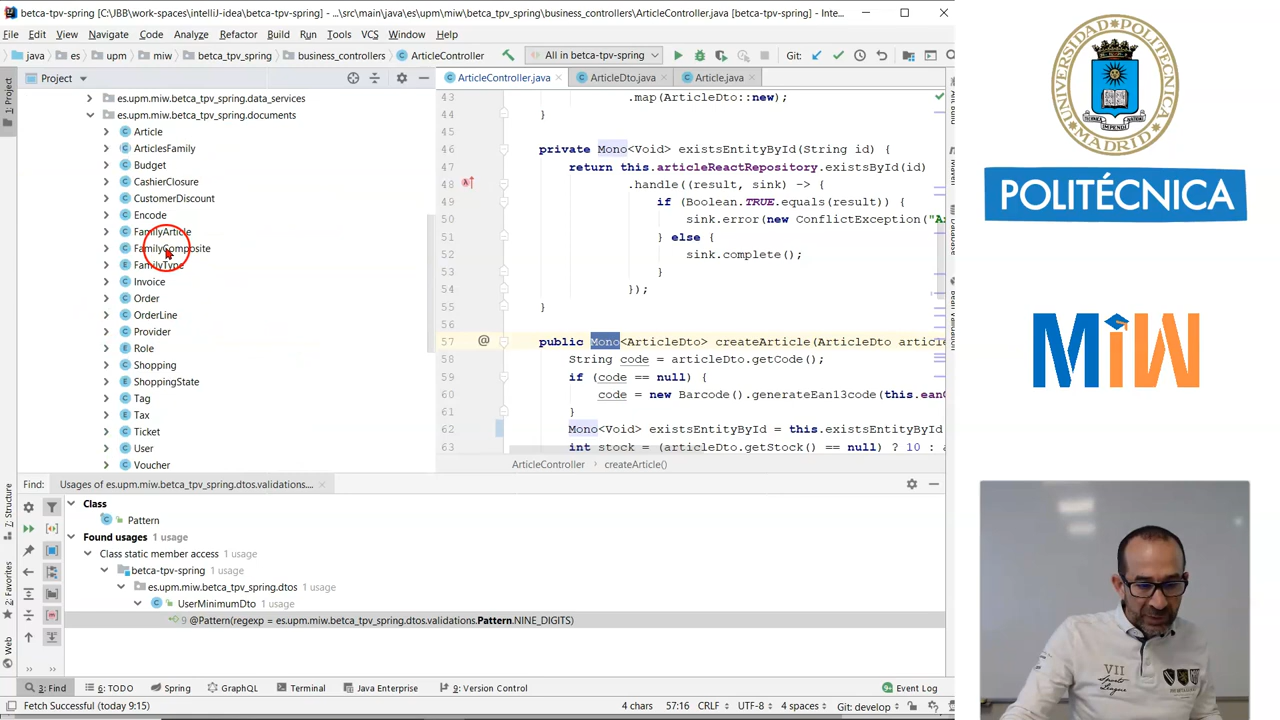 betca-tpv-spring [C:\JBB\work-spaces\intelliJ-idea\betca-tpv-spring] - ...\src\main\java\es\upm\miw\betca_tpv_spring\business_controllers\ArticleController.java [betca-tpv-spring] - Inte...
File Edit View Navigate Code Analyze Refactor Build Run Tools VCS Window Help
java es upm miw betca_tpv_spring business_controllers ArticleController All in betca-tpv-spring Git:
1: Project
Project
ArticleController.java ArticleDto.java Article.java
es.upm.miw.betca_tpv_spring.data_services
es.upm.miw.betca_tpv_spring.documents
Article
ArticlesFamily
Budget
CashierClosure
CustomerDiscount
Encode
FamilyArticle
FamilyComposite
FamilyType
Invoice
Order
OrderLine
Provider
Role
Shopping
ShoppingState
Tag
Tax
Ticket
User
Voucher
43 .map(ArticleDto::new);
44 }
45
46 private Mono<Void> existsEntityById(String id) {
47 return this.articleReactRepository.existsById(id)
48 .handle((result, sink) -> {
49 if (Boolean.TRUE.equals(result)) {
50 sink.error(new ConflictException("A
51 } else {
52 sink.complete();
53 }
54 });
55 }
56
57 @ public Mono<ArticleDto> createArticle(ArticleDto artic
58 String code = articleDto.getCode();
59 if (code == null) {
60 code = new Barcode().generateEan13code(this.ean
61 }
62 Mono<Void> existsEntityById = this.existsEntityById
63 int stock = (articleDto.getStock() == null) ? 10 :
ArticleController createArticle()
Find: Usages of es.upm.miw.betca_tpv_spring.dtos.validations....
Class
Pattern
Found usages 1 usage
Class static member access 1 usage
betca-tpv-spring 1 usage
es.upm.miw.betca_tpv_spring.dtos 1 usage
UserMinimumDto 1 usage
9 @Pattern(regexp = es.upm.miw.betca_tpv_spring.dtos.validations.Pattern.NINE_DIGITS)
7: Structure
2: Favorites
Web
3: Find 6: TODO Spring GraphQL Terminal Java Enterprise 9: Version Control Event Log
Fetch Successful (today 9:15) 4 chars 57:16 CRLF UTF-8 4 spaces Git: develop
UNIVERSIDAD POLITÉCNICA
MADRID
POLITÉCNICA
MiW
VII